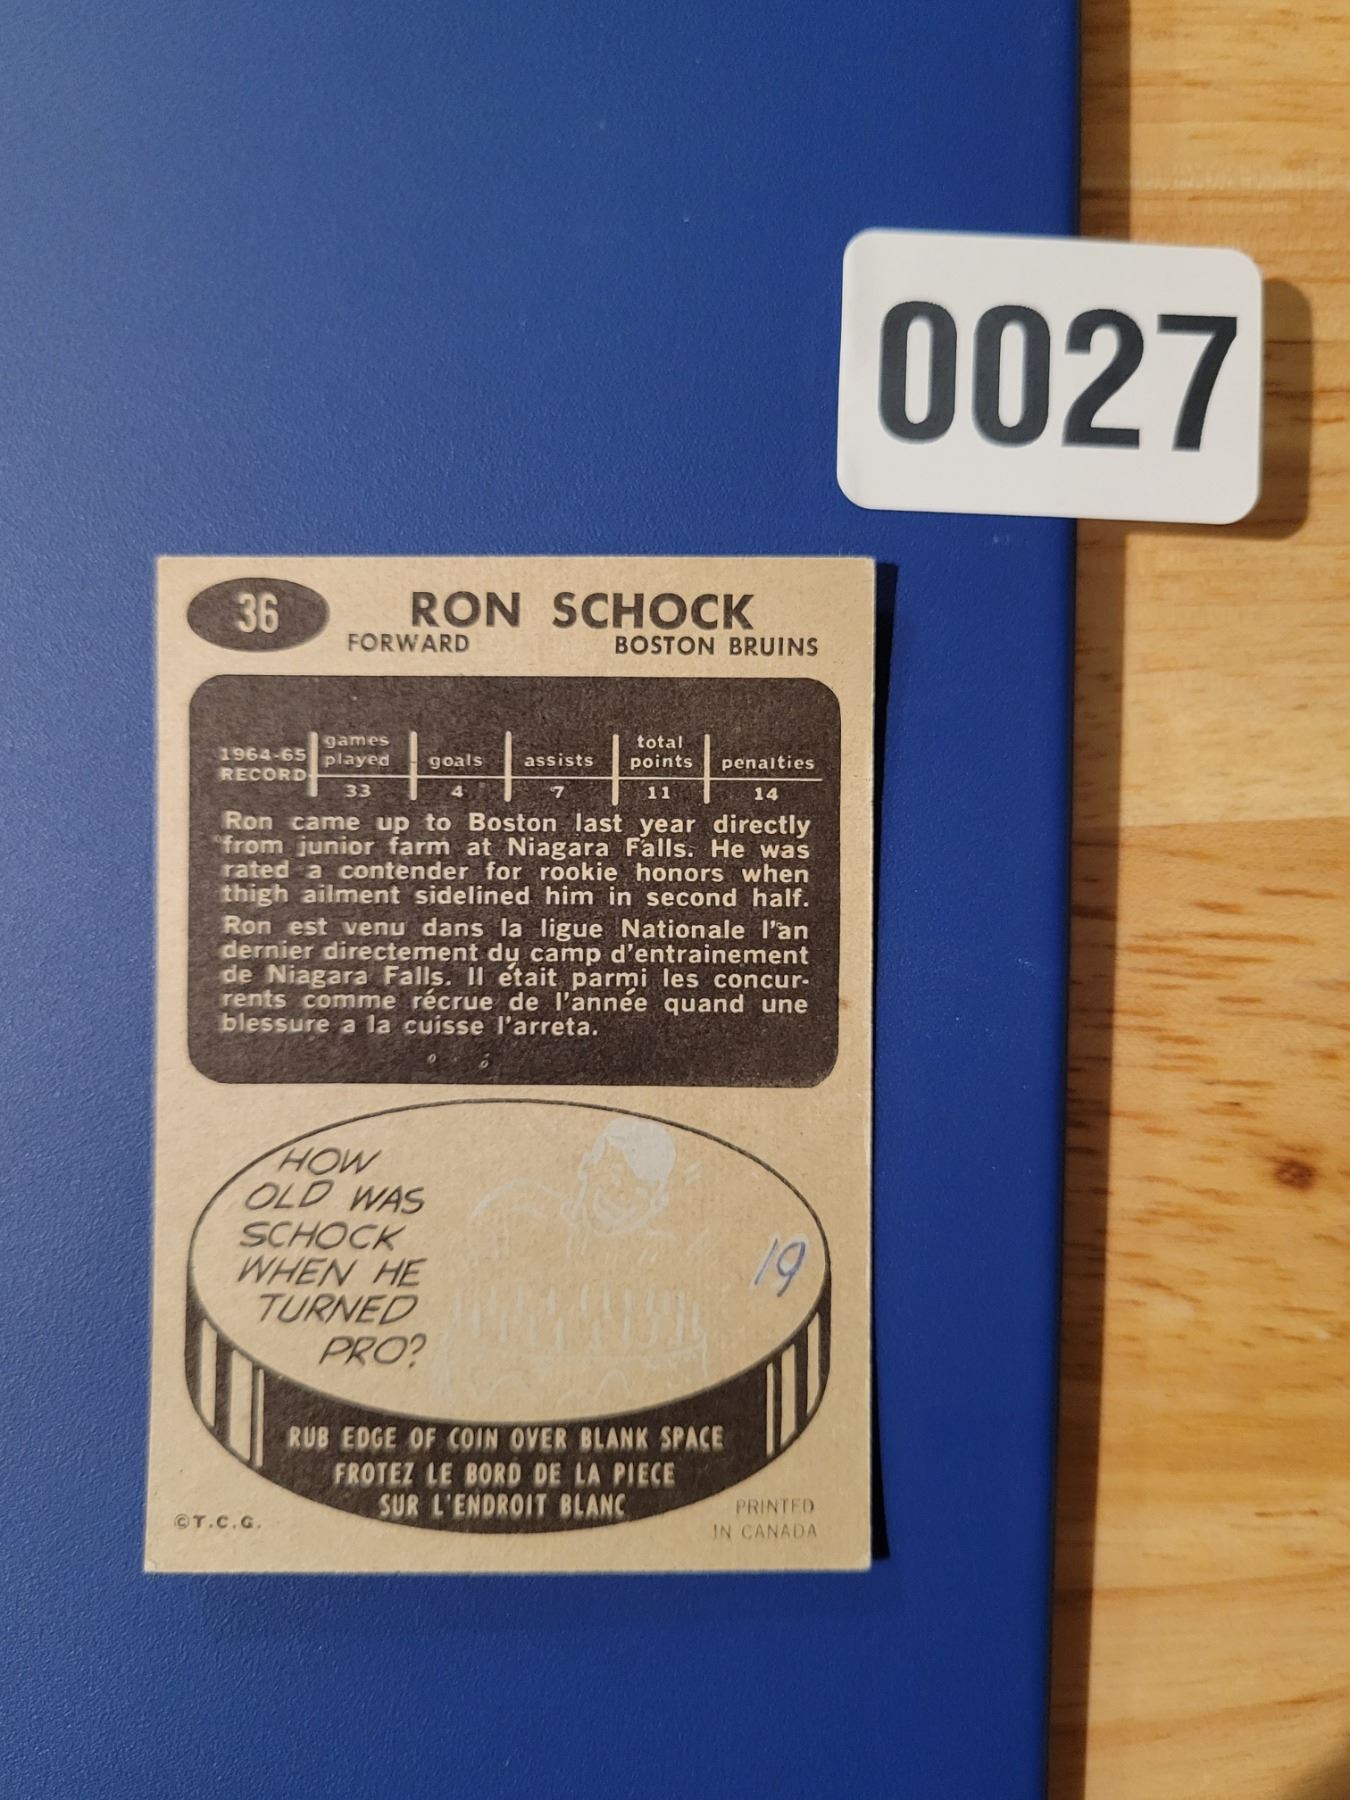 0027
36
RON SCHOCK
FORWARD BOSTON BRUINS
1964-65 RECORD games played goals assists total points penalties
33 4 7 11 14
Ron came up to Boston last year directly
from junior farm at Niagara Falls. He was
rated a contender for rookie honors when
thigh ailment sidelined him in second half.
Ron est venu dans la ligue Nationale l'an
dernier directement du camp d'entrainement
de Niagara Falls. Il était parmi les concur-
rents comme récrue de l'année quand une
blessure a la cuisse l'arreta.
HOW
OLD WAS
SCHOCK
WHEN HE
TURNED
PRO?
19
RUB EDGE OF COIN OVER BLANK SPACE
FROTEZ LE BORD DE LA PIECE
SUR L'ENDROIT BLANC
©T.C.G.
PRINTED
IN CANADA